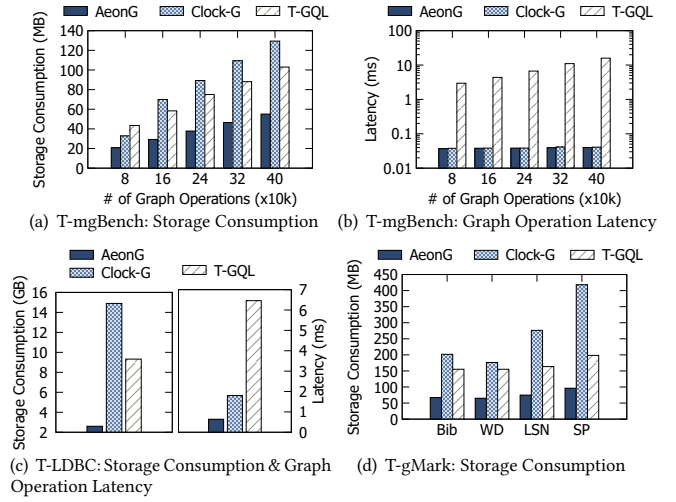 AeonG Clock-G T-GQL
Storage Consumption (MB)
140
120
100
80
60
40
20
0
8 16 24 32 40
# of Graph Operations (x10k)
(a) T-mgBench: Storage Consumption
AeonG Clock-G T-GQL
Latency (ms)
100
10
1
0.1
0.01
8 16 24 32 40
# of Graph Operations (x10k)
(b) T-mgBench: Graph Operation Latency
AeonG
Clock-G T-GQL
Storage Consumption (GB)
16
14
12
10
8
6
4
2
7
6
5
4
3
2
1
0
Latency (ms)
(c) T-LDBC: Storage Consumption & Graph
Operation Latency
AeonG Clock-G T-GQL
Storage Consumption (MB)
450
400
350
300
250
200
150
100
50
0
Bib WD LSN SP
(d) T-gMark: Storage Consumption